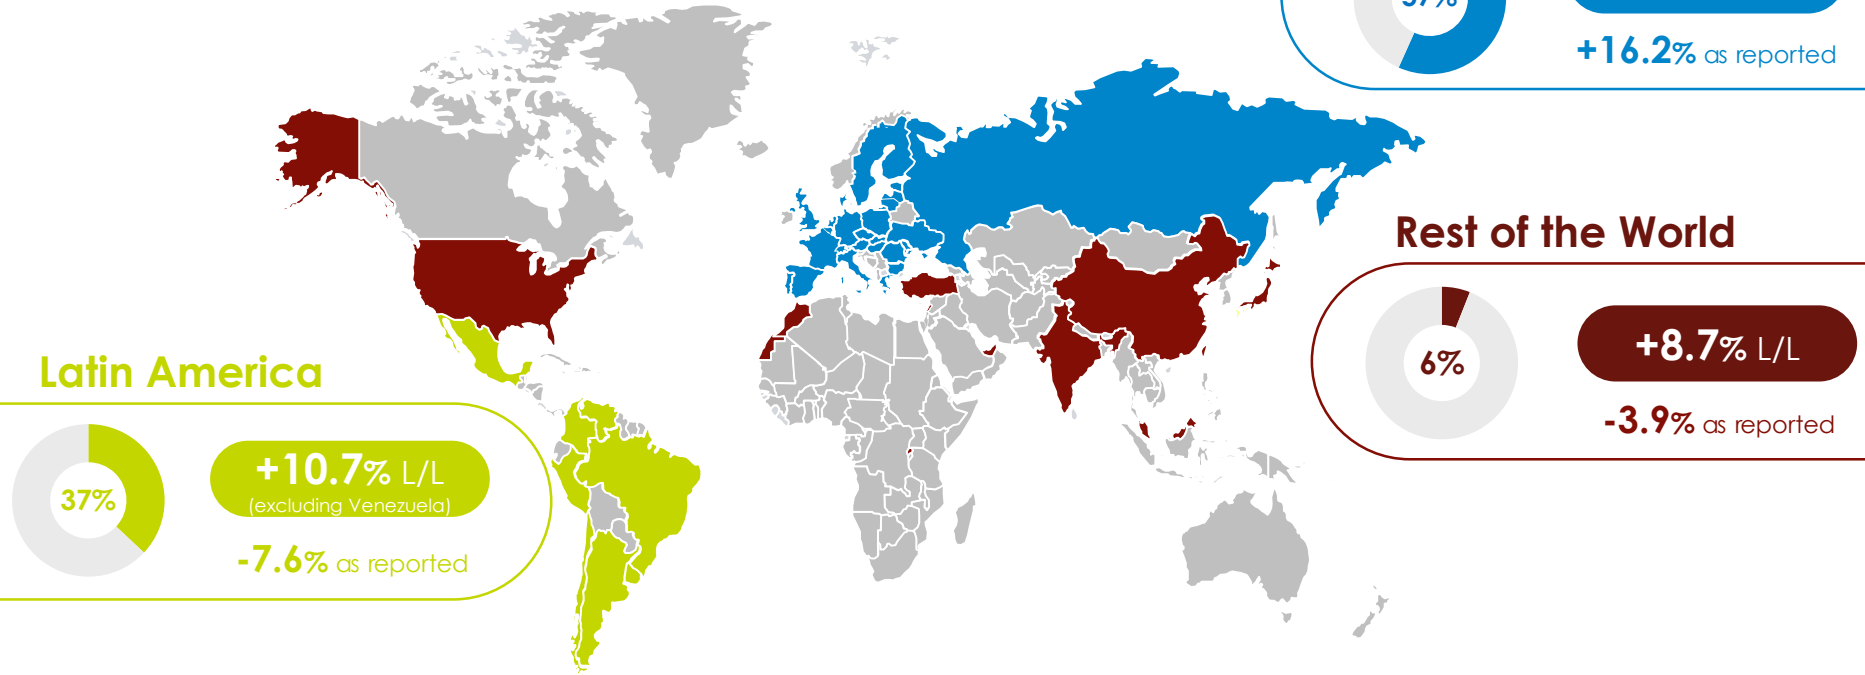 57%
+16.2% as reported
Rest of the World
6%
+8.7% L/L
-3.9% as reported
Latin America
37%
+10.7% L/L
(excluding Venezuela)
-7.6% as reported